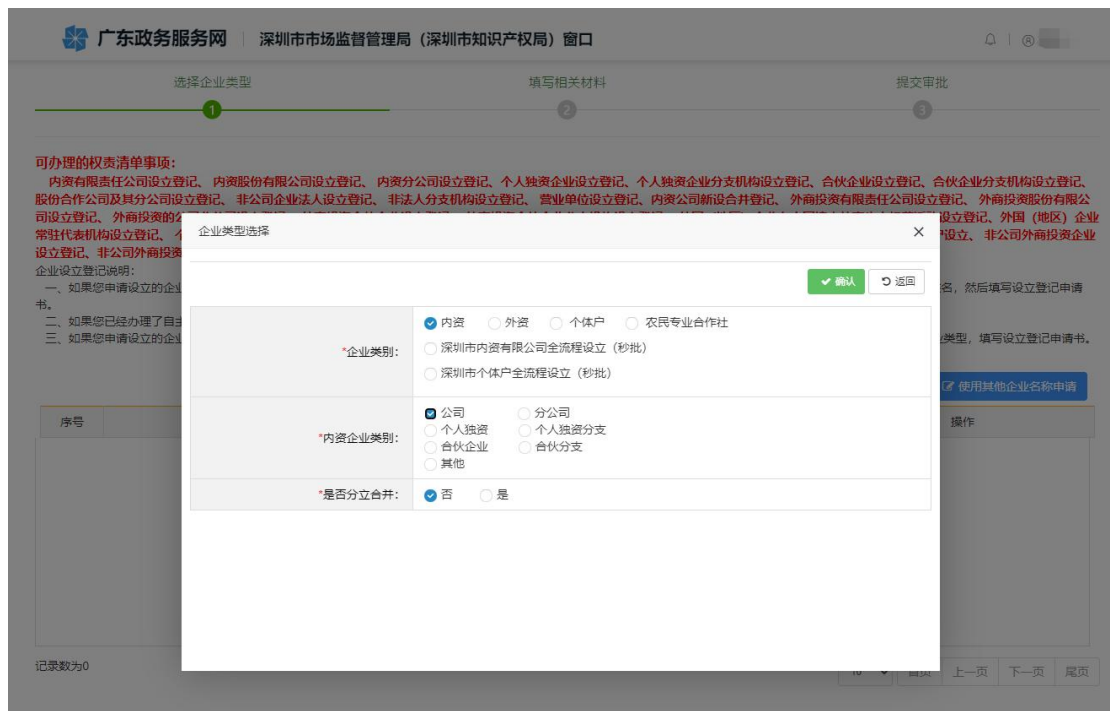 广东政务服务网 深圳市市场监督管理局（深圳市知识产权局）窗口
选择企业类型 填写相关材料 提交审批
1 2 3
可办理的权责清单事项：
内资有限责任公司设立登记、 内资股份有限公司设立登记、 内资分公司设立登记、个人独资企业设立登记、个人独资企业分支机构设立登记、合伙企业设立登记、合伙企业分支机构设立登记、
股份合作公司及其分公司设立登记、 非公司企业法人设立登记、 非法人分支机构设立登记、 营业单位设立登记、内资公司新设合并登记、 外商投资有限责任公司设立登记、 外商投资股份有限公
司设立登记、 外商投资的公 设立登记、外国（地区）企业
常驻代表机构设立登记、 设立、 非公司外商投资企业
设立登记、非公司外商投资
企业设立登记说明：
一、如果您申请设立的企业 名，然后填写设立登记申请
书。
二、如果您已经办理了自主
三、如果您申请设立的企业 类型，填写设立登记申请书。
使用其他企业名称申请
序号 操作
企业类型选择 ×
确认 返回
*企业类别： 内资 外资 个体户 农民专业合作社
深圳市内资有限公司全流程设立（秒批）
深圳市个体户全流程设立（秒批）
*内资企业类别： 公司 分公司
个人独资 个人独资分支
合伙企业 合伙分支
其他
*是否分立合并： 否 是
记录数为0 10 首页 上一页 下一页 尾页